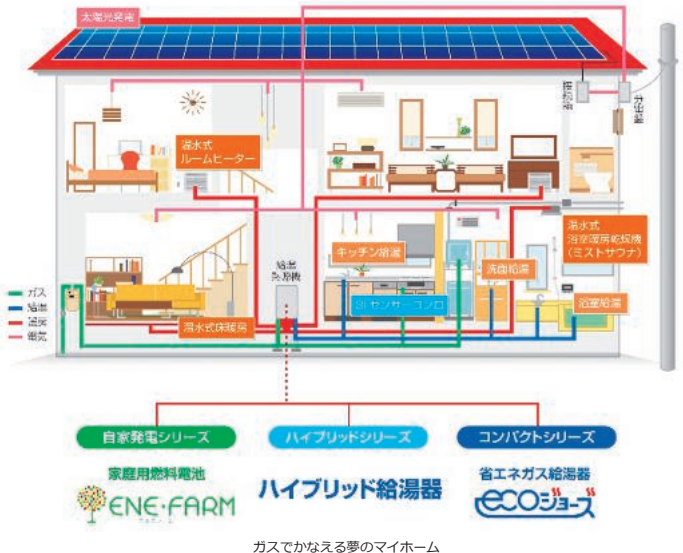 太陽光発電
接続箱
分電盤
温水式
ルームヒーター
温水式
浴室暖房乾燥機
(ミストサウナ)
キッチン給湯
給湯
熱源機
洗面給湯
Siセンサーコンロ
浴室給湯
温水式床暖房
ガス
給湯
温房
電気
自家発電シリーズ
ハイブリッドシリーズ
コンパクトシリーズ
家庭用燃料電池
ENE・FARM
ハイブリッド給湯器
省エネガス給湯器
ecoジョーズ
ガスでかなえる夢のマイホーム